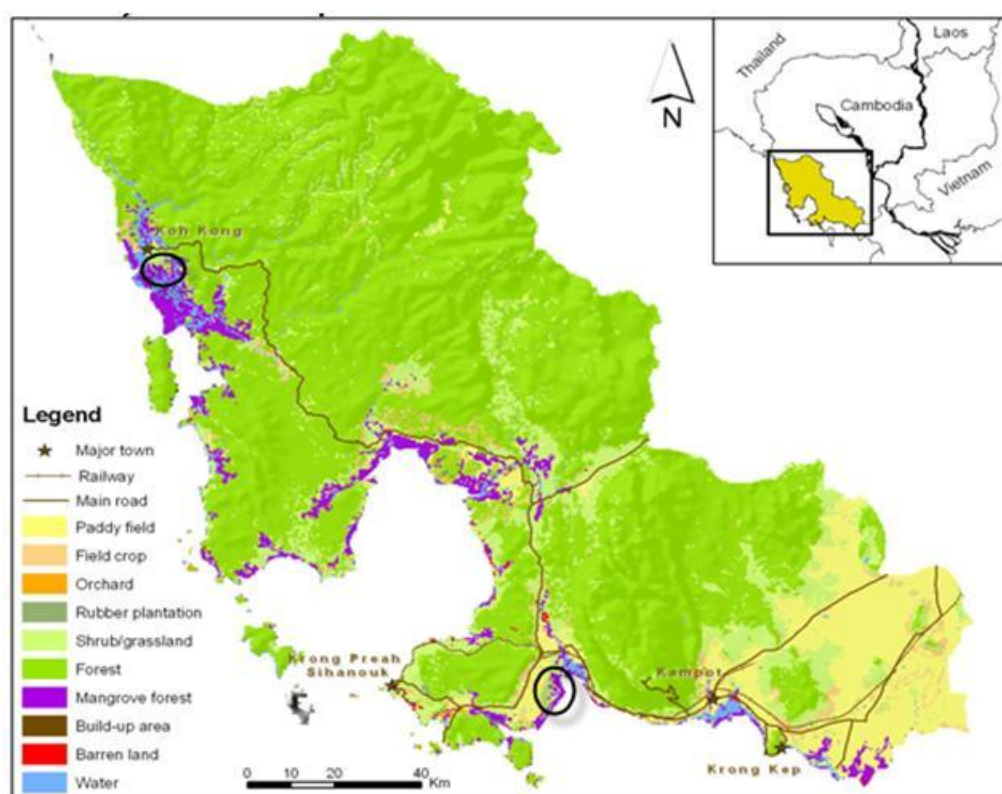 Laos
Thailand
Cambodia
Vietnam
N
Koh Kong
Legend
Major town
Railway
Main road
Paddy field
Field crop
Orchard
Rubber plantation
Shrub/grassland
Forest
Mangrove forest
Build-up area
Barren land
Water
Krong Preah
Sihanouk
Kampot
Krong Kep
0 10 20 40
Km